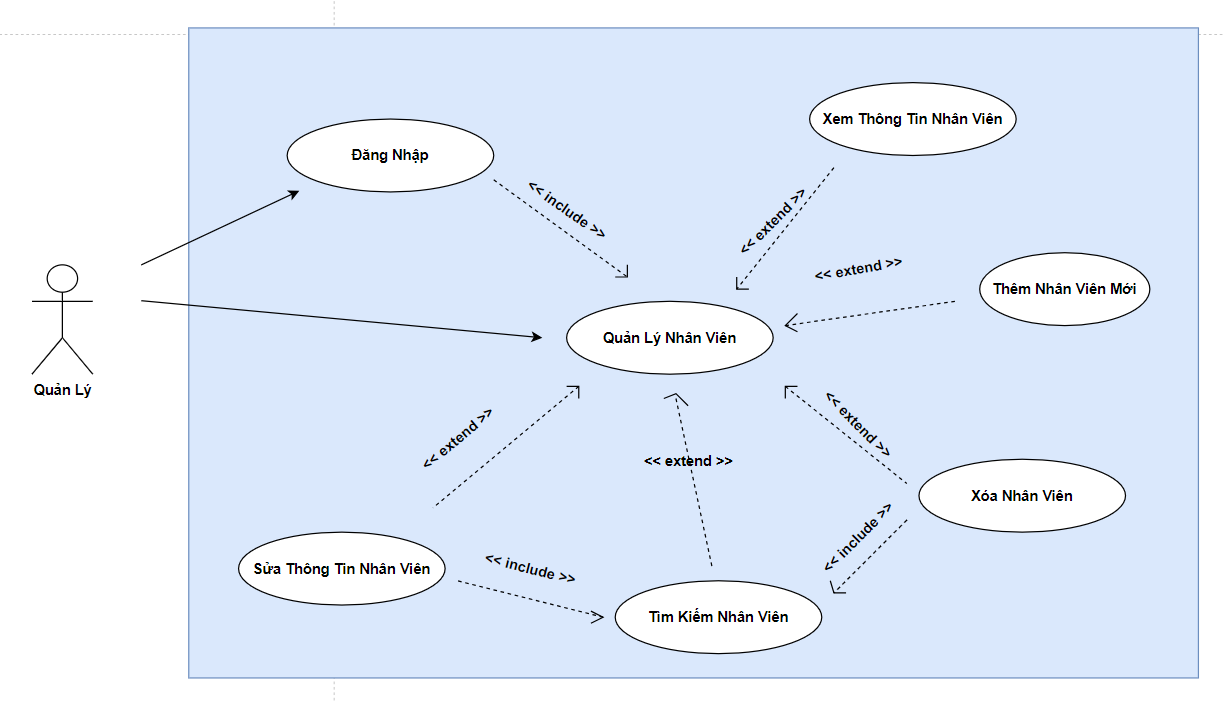 Xem Thông Tin Nhân Viên
Đăng Nhập
<< include >>
<< extend >>
<< extend >>
Thêm Nhân Viên Mới
Quản Lý Nhân Viên
Quản Lý
<< extend >>
<< extend >>
<< extend >>
Xóa Nhân Viên
<< include >>
<< include >>
Sửa Thông Tin Nhân Viên
Tìm Kiếm Nhân Viên